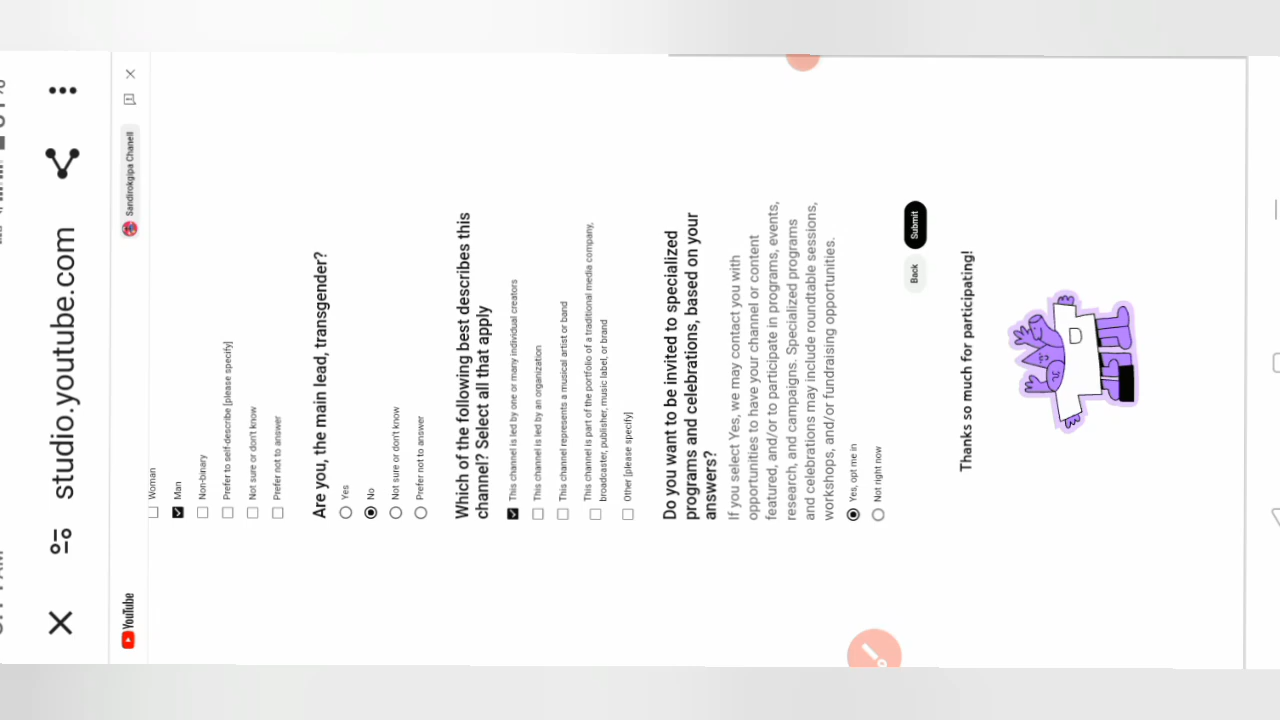 studio.youtube.com
YouTube
Sandirokgipa Chanell
Woman
Man
Non-binary
Prefer to self-describe [please specify]
Not sure or don't know
Prefer not to answer
Are you, the main lead, transgender?
Yes
No
Not sure or don't know
Prefer not to answer
Which of the following best describes this
channel? Select all that apply
This channel is led by one or many individual creators
This channel is led by an organization
This channel represents a musical artist or band
This channel is part of the portfolio of a traditional media company,
broadcaster, publisher, music label, or brand
Other [please specify]
Do you want to be invited to specialized
programs and celebrations, based on your
answers?
If you select Yes, we may contact you with
opportunities to have your channel or content
featured, and/or to participate in programs, events,
research, and campaigns. Specialized programs
and celebrations may include roundtable sessions,
workshops, and/or fundraising opportunities.
Yes, opt me in
Not right now
Back
Submit
Thanks so much for participating!